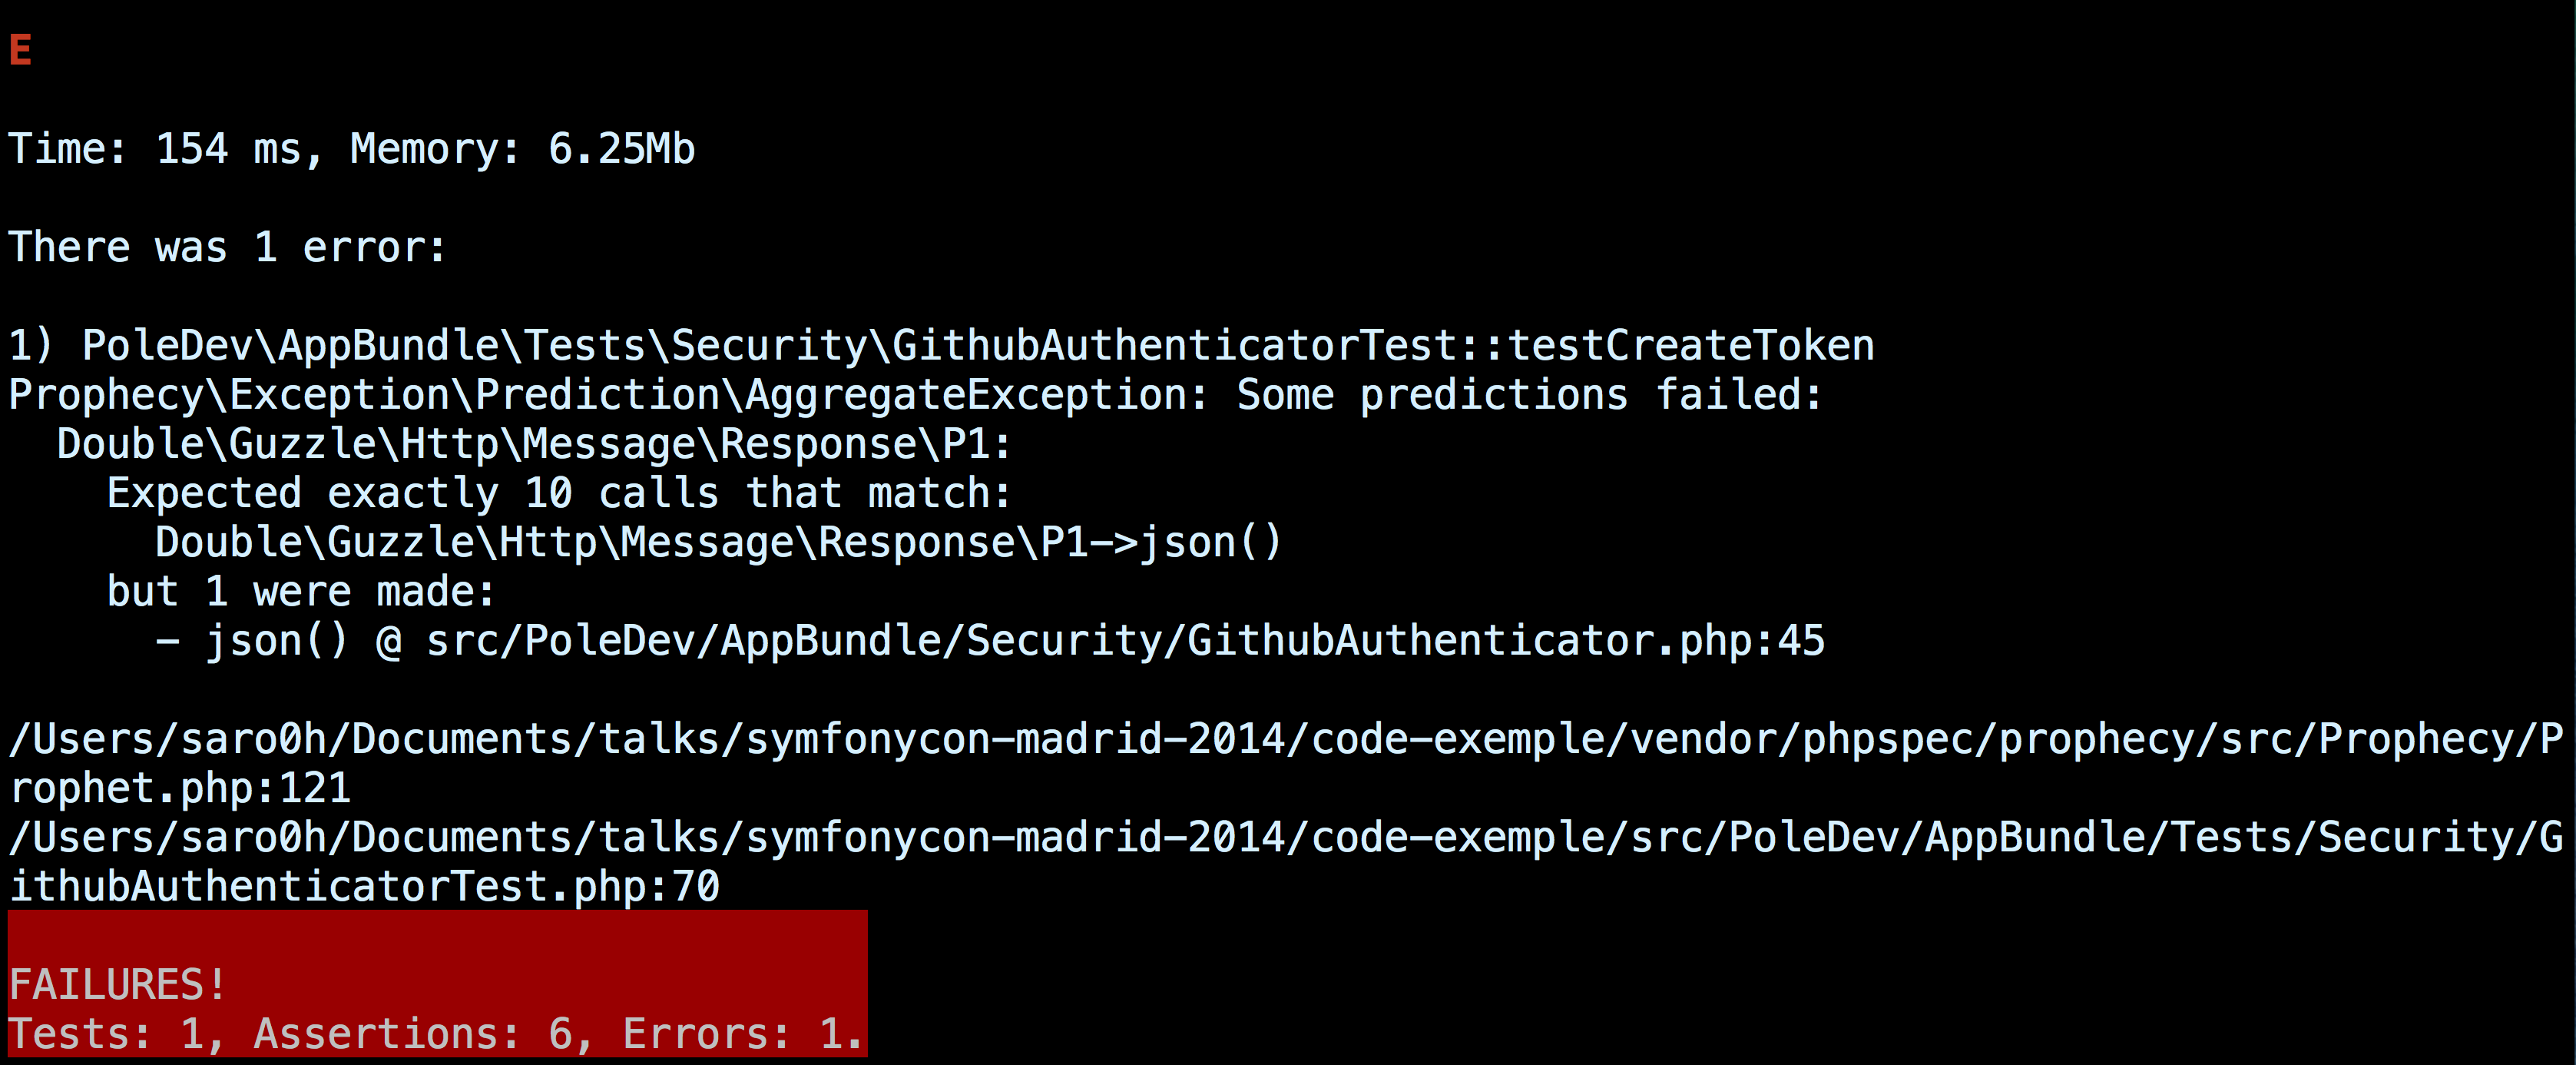 E
Time: 154 ms, Memory: 6.25Mb
There was 1 error:
1) PoleDev\AppBundle\Tests\Security\GithubAuthenticatorTest::testCreateToken
Prophecy\Exception\Prediction\AggregateException: Some predictions failed:
  Double\Guzzle\Http\Message\Response\P1:
    Expected exactly 10 calls that match:
      Double\Guzzle\Http\Message\Response\P1->json()
    but 1 were made:
      - json() @ src/PoleDev/AppBundle/Security/GithubAuthenticator.php:45
/Users/saro0h/Documents/talks/symfonycon-madrid-2014/code-exemple/vendor/phpspec/prophecy/src/Prophecy/P
rophet.php:121
/Users/saro0h/Documents/talks/symfonycon-madrid-2014/code-exemple/src/PoleDev/AppBundle/Tests/Security/G
ithubAuthenticatorTest.php:70
FAILURES!
Tests: 1, Assertions: 6, Errors: 1.